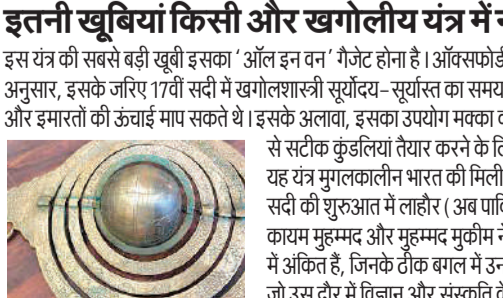 इतनी खूबियां किसी और खगोलीय यंत्र में
इस यंत्र की सबसे बड़ी खूबी इसका ‘ऑल इन वन’ गैजेट होना है। ऑक्सफोर्ड
अनुसार, इसके जरिए 17वीं सदी में खगोलशास्त्री सूर्योदय-सूर्यास्त का समय
और इमारतों की ऊंचाई माप सकते थे। इसके अलावा, इसका उपयोग मक्का
से सटीक कुंडलियां तैयार करने के
यह यंत्र मुगलकालीन भारत की
सदी की शुरुआत में लाहौर (अब
कायम मुहम्मद और मुहम्मद मुकीम
में अंकित हैं, जिनके ठीक बगल में
जो उस दौर में विज्ञान और संस्कृति